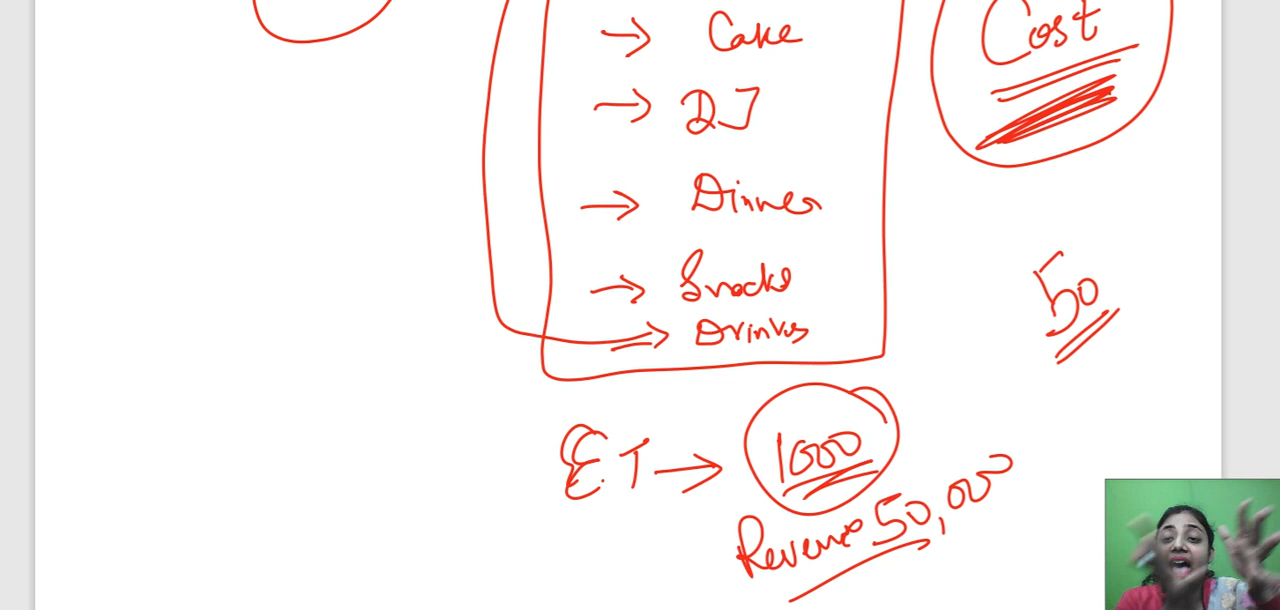 → Cake
Cost
→ DJ
→ Dinner
50
→ Snacks
→ Drinks
E.T → 1000
Revenue 50,000